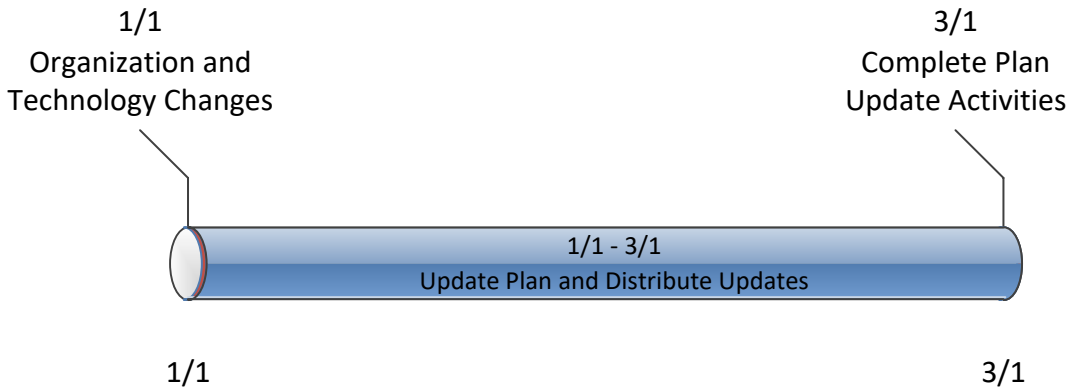 1/1
Organization and
Technology Changes
3/1
Complete Plan
Update Activities
1/1 - 3/1
Update Plan and Distribute Updates
1/1
3/1